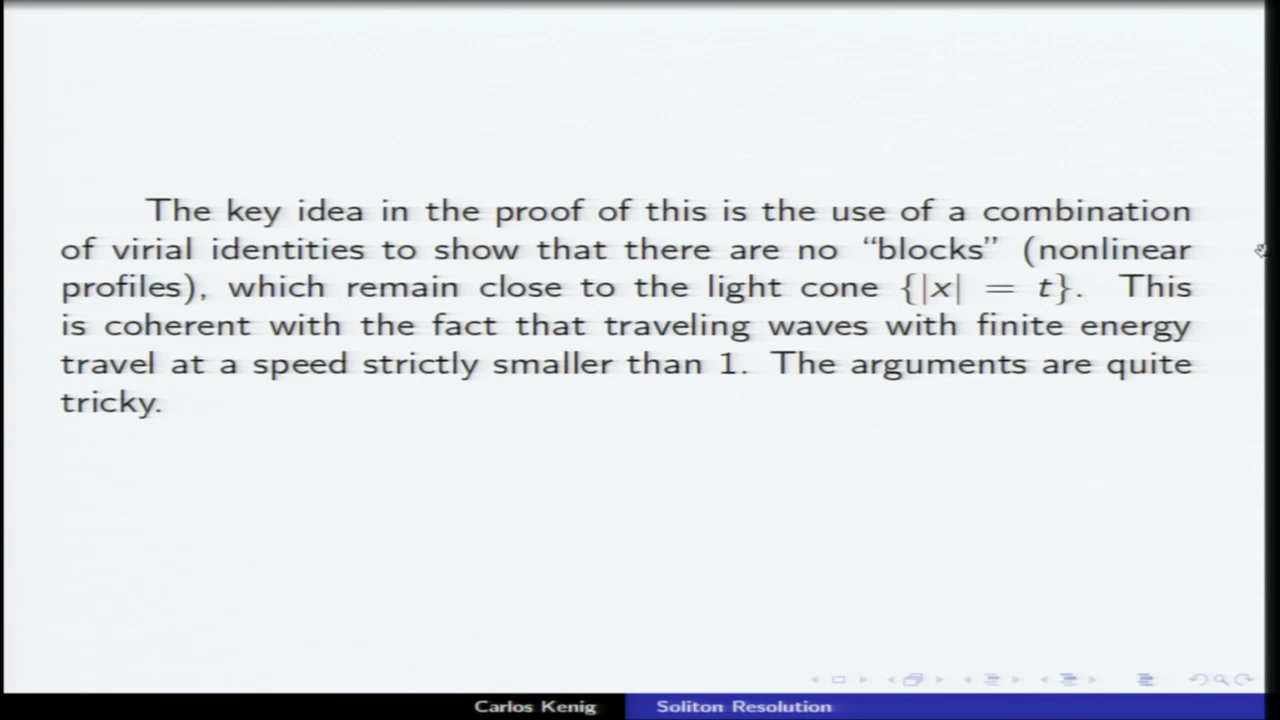 The key idea in the proof of this is the use of a combination
of virial identities to show that there are no “blocks” (nonlinear
profiles), which remain close to the light cone {|x| = t}. This
is coherent with the fact that traveling waves with finite energy
travel at a speed strictly smaller than 1. The arguments are quite
tricky.
Carlos Kenig
Soliton Resolution